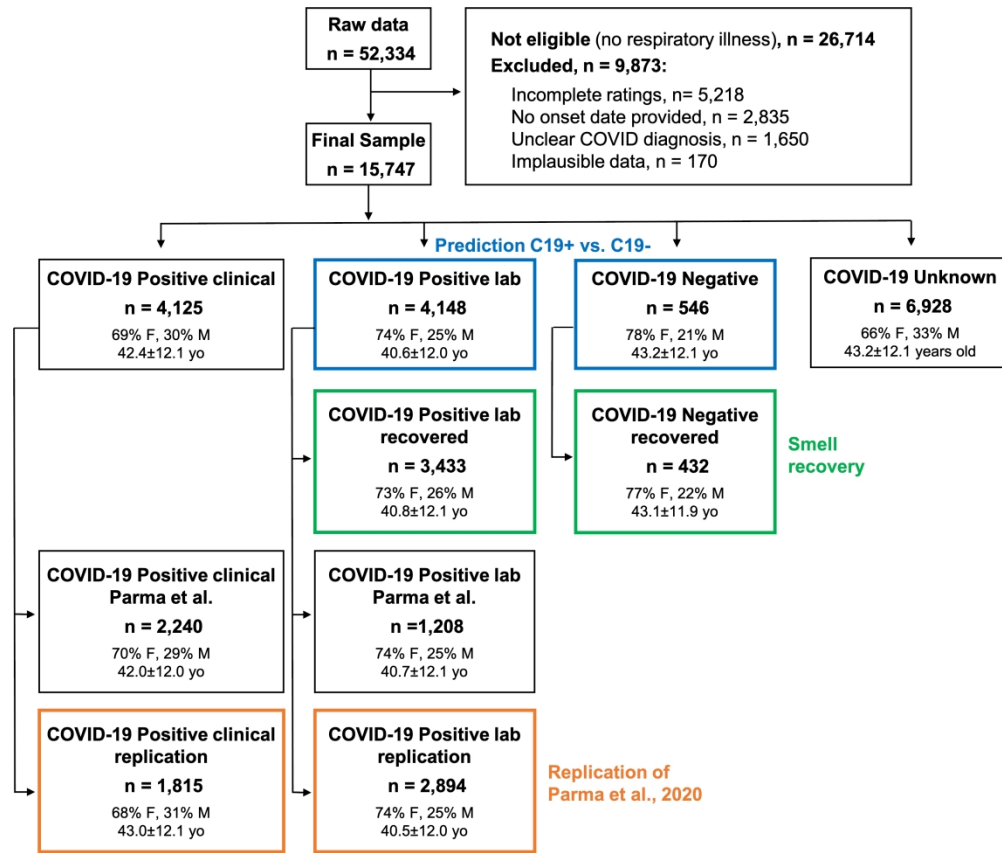 Raw data
n = 52,334
Not eligible (no respiratory illness), n = 26,714
Excluded, n = 9,873:
Incomplete ratings, n= 5,218
No onset date provided, n = 2,835
Unclear COVID diagnosis, n = 1,650
Implausible data, n = 170
Final Sample
n = 15,747
Prediction C19+ vs. C19-
COVID-19 Positive clinical
n = 4,125
69% F, 30% M
42.4±12.1 yo
COVID-19 Positive lab
n = 4,148
74% F, 25% M
40.6±12.0 yo
COVID-19 Negative
n = 546
78% F, 21% M
43.2±12.1 yo
COVID-19 Unknown
n = 6,928
66% F, 33% M
43.2±12.1 years old
COVID-19 Positive lab
recovered
n = 3,433
73% F, 26% M
40.8±12.1 yo
COVID-19 Negative
recovered
n = 432
77% F, 22% M
43.1±11.9 yo
Smell
recovery
COVID-19 Positive clinical
Parma et al.
n = 2,240
70% F, 29% M
42.0±12.0 yo
COVID-19 Positive lab
Parma et al.
n =1,208
74% F, 25% M
40.7±12.1 yo
COVID-19 Positive clinical
replication
n = 1,815
68% F, 31% M
43.0±12.1 yo
COVID-19 Positive lab
replication
n = 2,894
74% F, 25% M
40.5±12.0 yo
Replication of
Parma et al., 2020